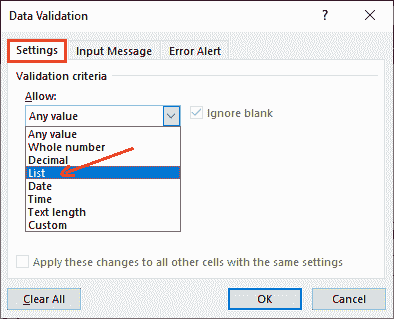 Data Validation ? ×
Settings Input Message Error Alert
Validation criteria
Allow:
Any value Ignore blank
Any value
Whole number
Decimal
List
Date
Time
Text length
Custom
Apply these changes to all other cells with the same settings
Clear All OK Cancel